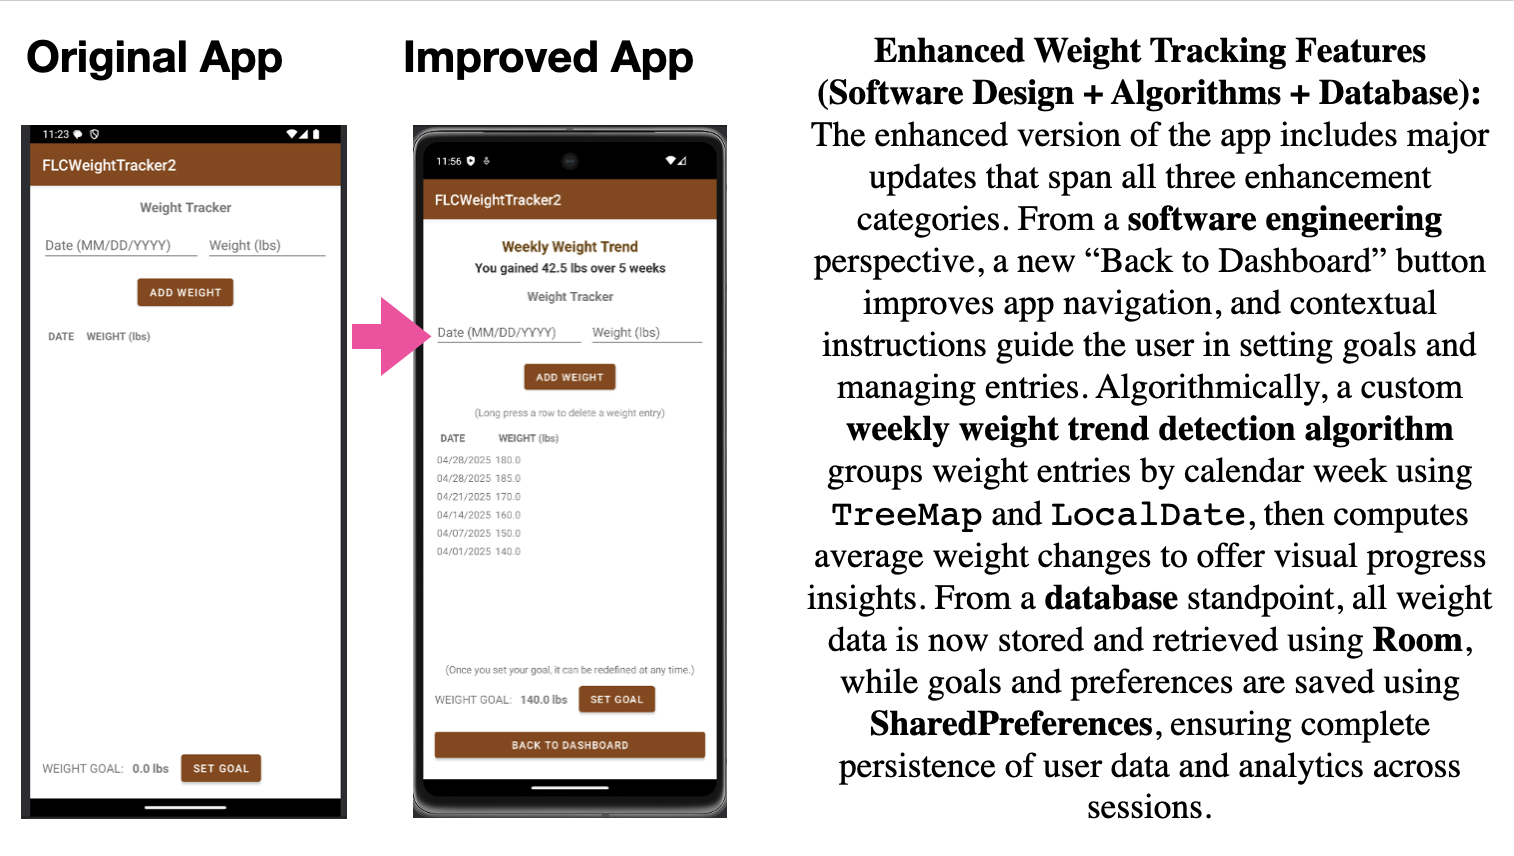 Original App
11:23
FLCWeightTracker2
Weight Tracker
Date (MM/DD/YYYY) Weight (lbs)
ADD WEIGHT
DATE WEIGHT (lbs)
WEIGHT GOAL: 0.0 lbs SET GOAL
Improved App
11:56
FLCWeightTracker2
Weekly Weight Trend
You gained 42.5 lbs over 5 weeks
Weight Tracker
Date (MM/DD/YYYY) Weight (lbs)
ADD WEIGHT
(Long press a row to delete a weight entry)
DATE WEIGHT (lbs)
04/28/2025 180.0
04/28/2025 185.0
04/21/2025 170.0
04/14/2025 160.0
04/07/2025 150.0
04/01/2025 140.0
(Once you set your goal, it can be redefined at any time.)
WEIGHT GOAL: 140.0 lbs SET GOAL
BACK TO DASHBOARD
Enhanced Weight Tracking Features
(Software Design + Algorithms + Database):
The enhanced version of the app includes major
updates that span all three enhancement
categories. From a software engineering
perspective, a new “Back to Dashboard” button
improves app navigation, and contextual
instructions guide the user in setting goals and
managing entries. Algorithmically, a custom
weekly weight trend detection algorithm
groups weight entries by calendar week using
TreeMap and LocalDate, then computes
average weight changes to offer visual progress
insights. From a database standpoint, all weight
data is now stored and retrieved using Room,
while goals and preferences are saved using
SharedPreferences, ensuring complete
persistence of user data and analytics across
sessions.